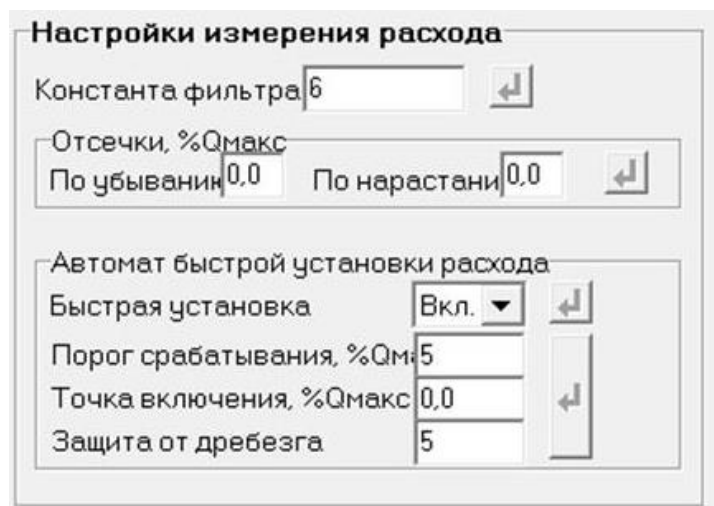 Настройки измерения расхода
Константа фильтра 6
Отсечки, %Qмакс
По убывани 0,0 По нарастани 0,0
Автомат быстрой установки расхода
Быстрая установка Вкл.
Порог срабатывания, %Qма 5
Точка включения, %Qмакс 0,0
Защита от дребезга 5